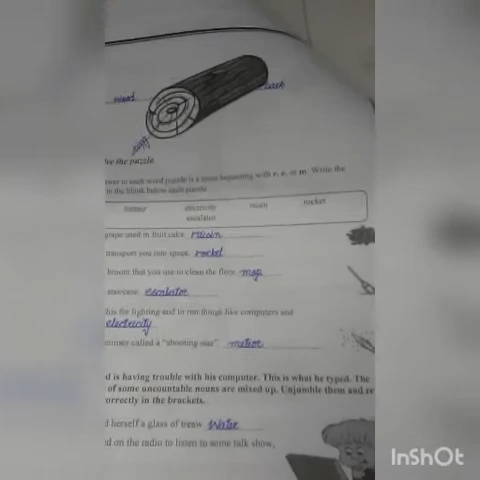 wood
bark
ve the puzzle.
wer to each word puzzle is a noun beginning with r, e, or m. Write the
in the blank below each puzzle.
electricity raisin rocket
escalator
grape used in fruit cake. raisin
transport you into space. rocket
broom that you use to clean the floor. mop
staircase. escalator
his for lighting and to run things like computers and
electricity
etimes called a "shooting star" meteor
d is having trouble with his computer. This is what he typed. The
of some uncountable nouns are mixed up. Unjumble them and re
orrectly in the brackets.
d herself a glass of treaw Water
ed on the radio to listen to some talk show,
InShOt